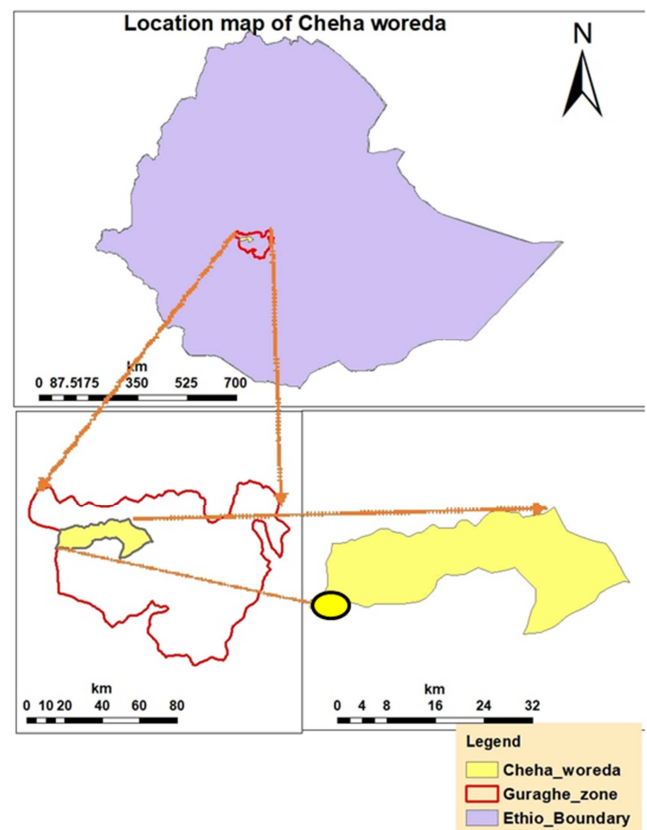 Location map of Cheha woreda
N
km
0 87.5175 350 525 700
km
0 10 20 40 60 80
km
0 4 8 16 24 32
Legend
Cheha_woreda
Guraghe_zone
Ethio_Boundary